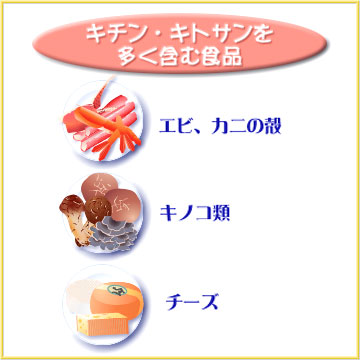 キチン・キトサンを
多く含む食品
エビ、カニの殻
キノコ類
チーズ